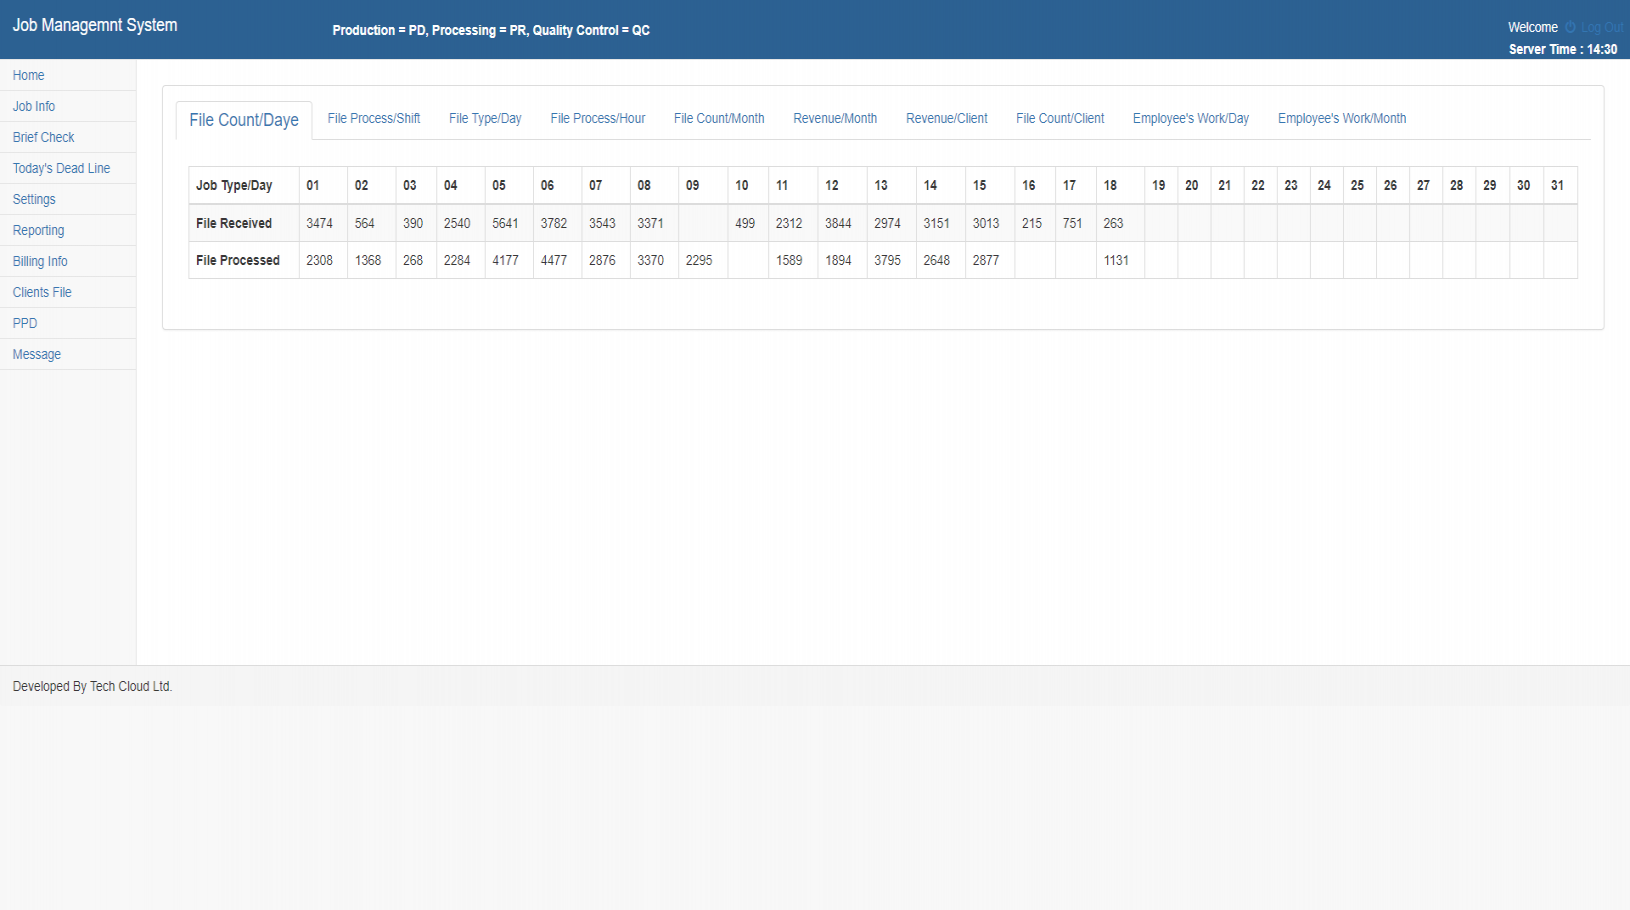 Job Managemnt System
Production = PD, Processing = PR, Quality Control = QC
Welcome Log Out
Server Time : 14:30
Home
Job Info
Brief Check
Today's Dead Line
Settings
Reporting
Billing Info
Clients File
PPD
Message
File Count/Daye File Process/Shift File Type/Day File Process/Hour File Count/Month Revenue/Month Revenue/Client File Count/Client Employee's Work/Day Employee's Work/Month
Job Type/Day 01 02 03 04 05 06 07 08 09 10 11 12 13 14 15 16 17 18 19 20 21 22 23 24 25 26 27 28 29 30 31
File Received 3474 564 390 2540 5641 3782 3543 3371 499 2312 3844 2974 3151 3013 215 751 263
File Processed 2308 1368 268 2284 4177 4477 2876 3370 2295 1589 1894 3795 2648 2877 1131
Developed By Tech Cloud Ltd.